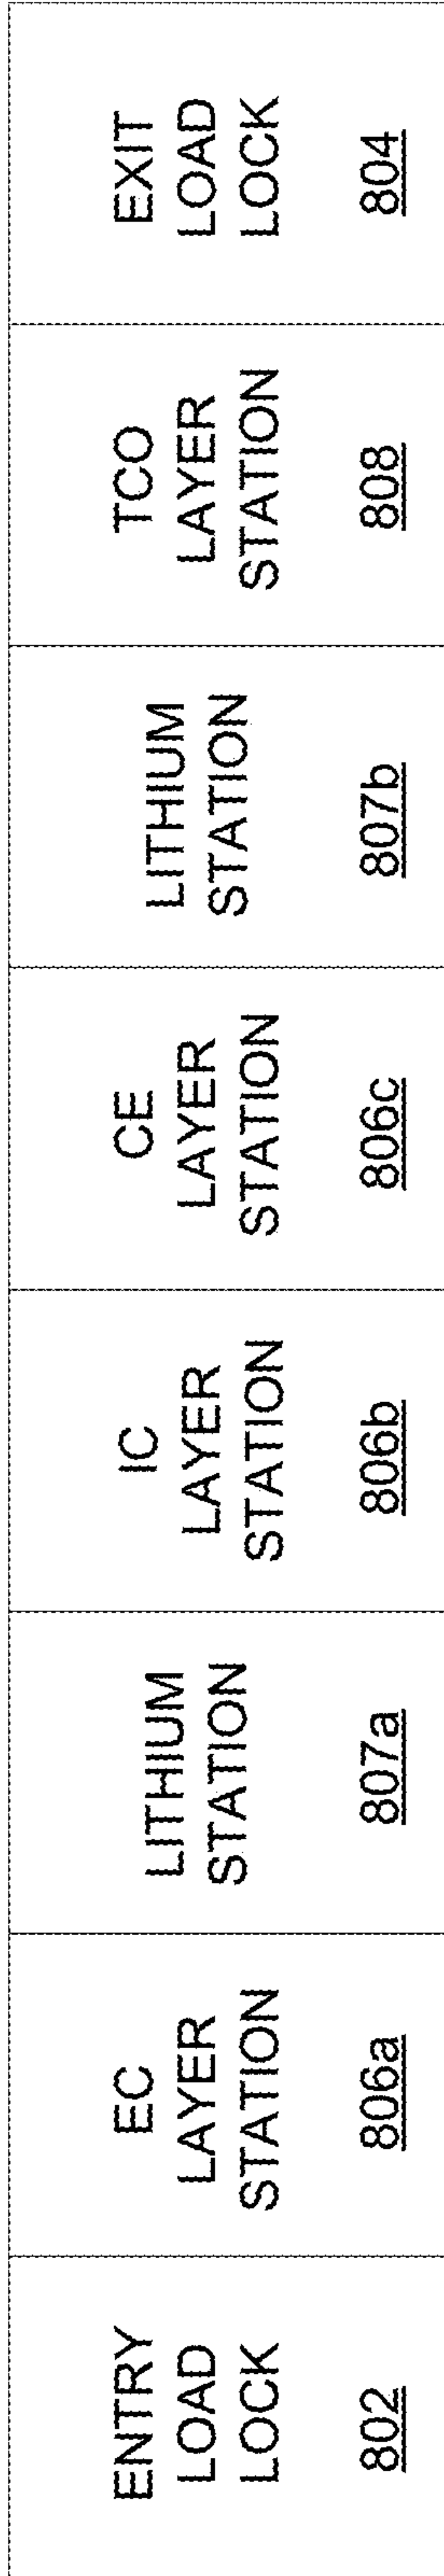 ENTRY
LOAD
LOCK
802
EC
LAYER
STATION
806a
LITHIUM
STATION
807a
IC
LAYER
STATION
806b
CE
LAYER
STATION
806c
LITHIUM
STATION
807b
TCO
LAYER
STATION
808
EXIT
LOAD
LOCK
804